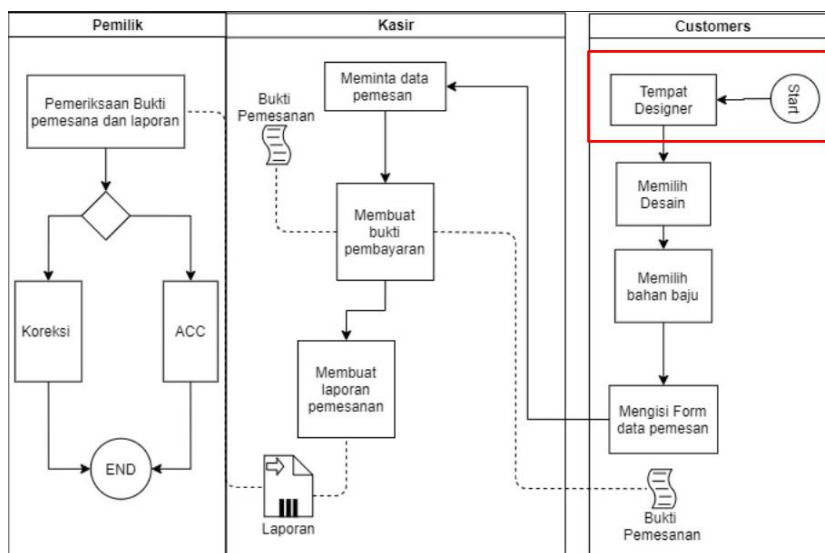 Pemilik
Kasir
Customers
Pemeriksaan Bukti
pemesana dan laporan
Koreksi
ACC
END
Bukti
Pemesanan
Meminta data
pemesan
Membuat
bukti
pembayaran
Membuat
laporan
pemesanan
Laporan
Tempat
Designer
Start
Memilih
Desain
Memilih
bahan baju
Mengisi Form
data pemesan
Bukti
Pemesanan